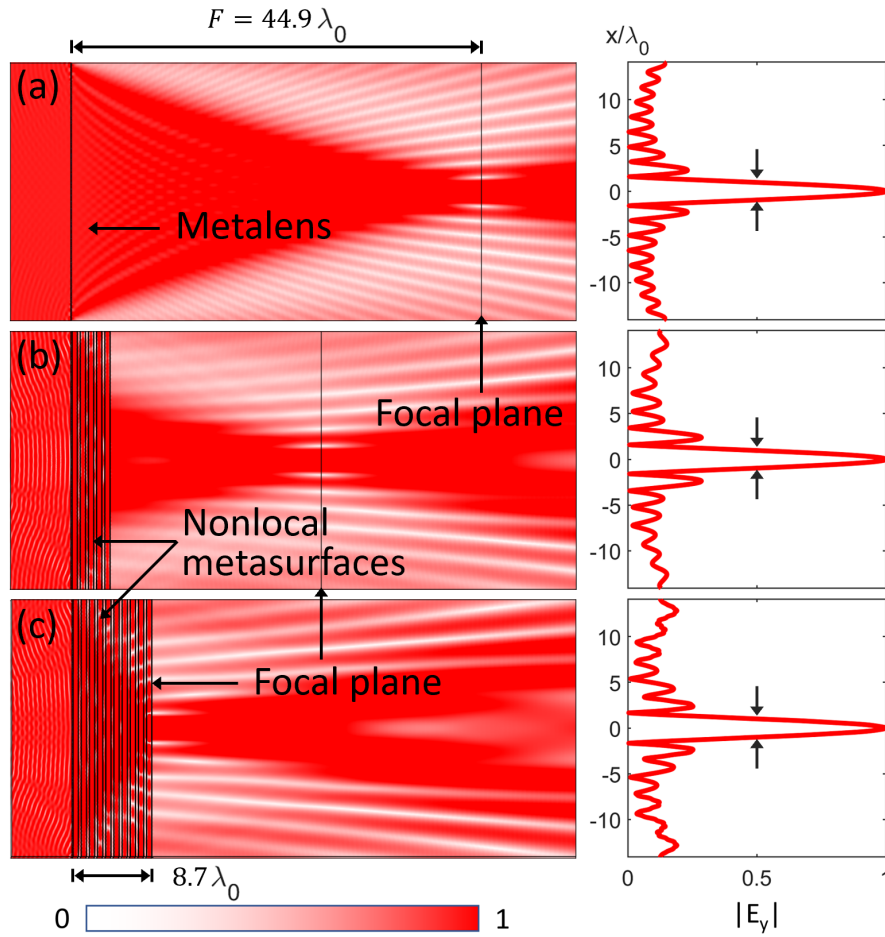 F = 44.9 λ0
x/λ0
(a)
Metalens
10
5
0
-5
-10
(b)
Focal plane
Nonlocal
metasurfaces
10
5
0
-5
-10
(c)
Focal plane
10
5
0
-5
-10
8.7 λ0
0
0.5
1
0
1
|Ey|